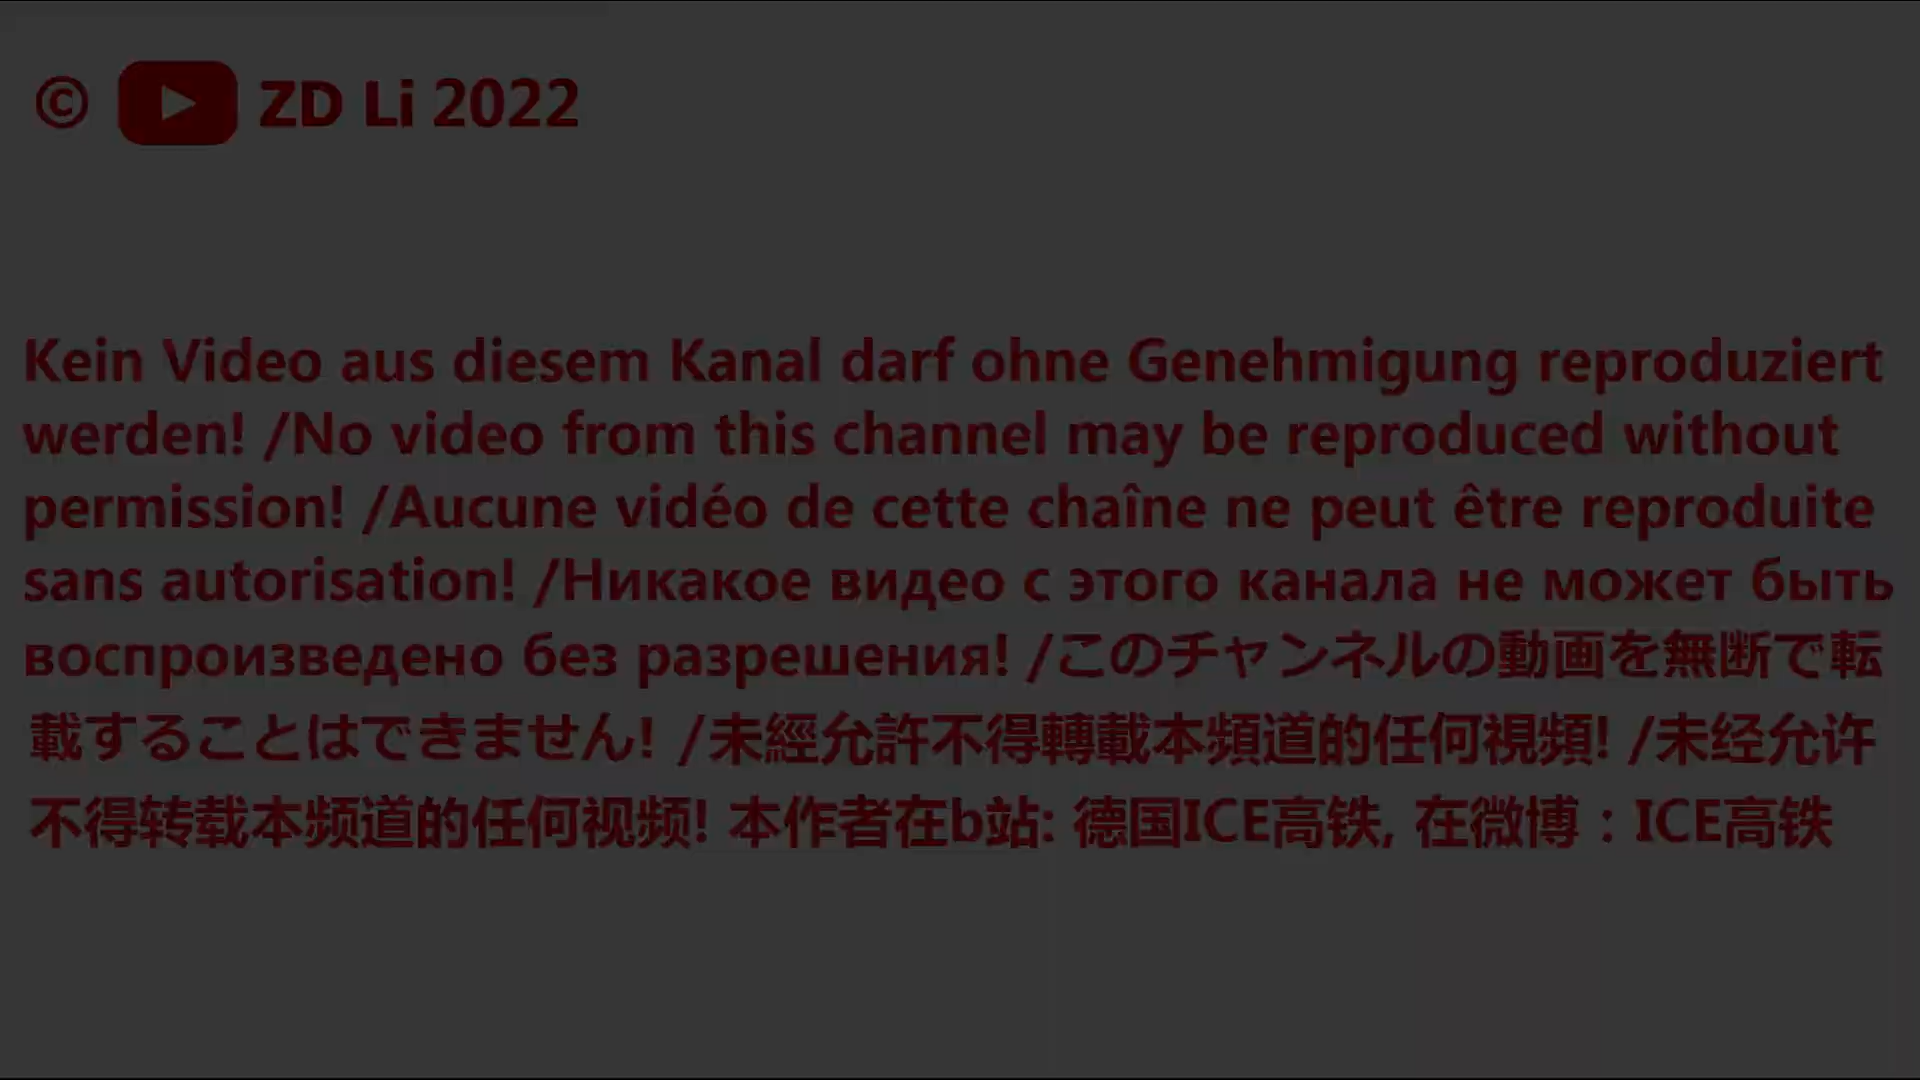 © ZD Li 2022
Kein Video aus diesem Kanal darf ohne Genehmigung reproduziert
werden! /No video from this channel may be reproduced without
permission! /Aucune vidéo de cette chaîne ne peut être reproduite
sans autorisation! /Никакое видео с этого канала не может быть
воспроизведено без разрешения! /このチャンネルの動画を無断で転
載することはできません! /未經允許不得轉載本頻道的任何視頻! /未经允许
不得转载本频道的任何视频! 本作者在b站: 德国ICE高铁, 在微博：ICE高铁